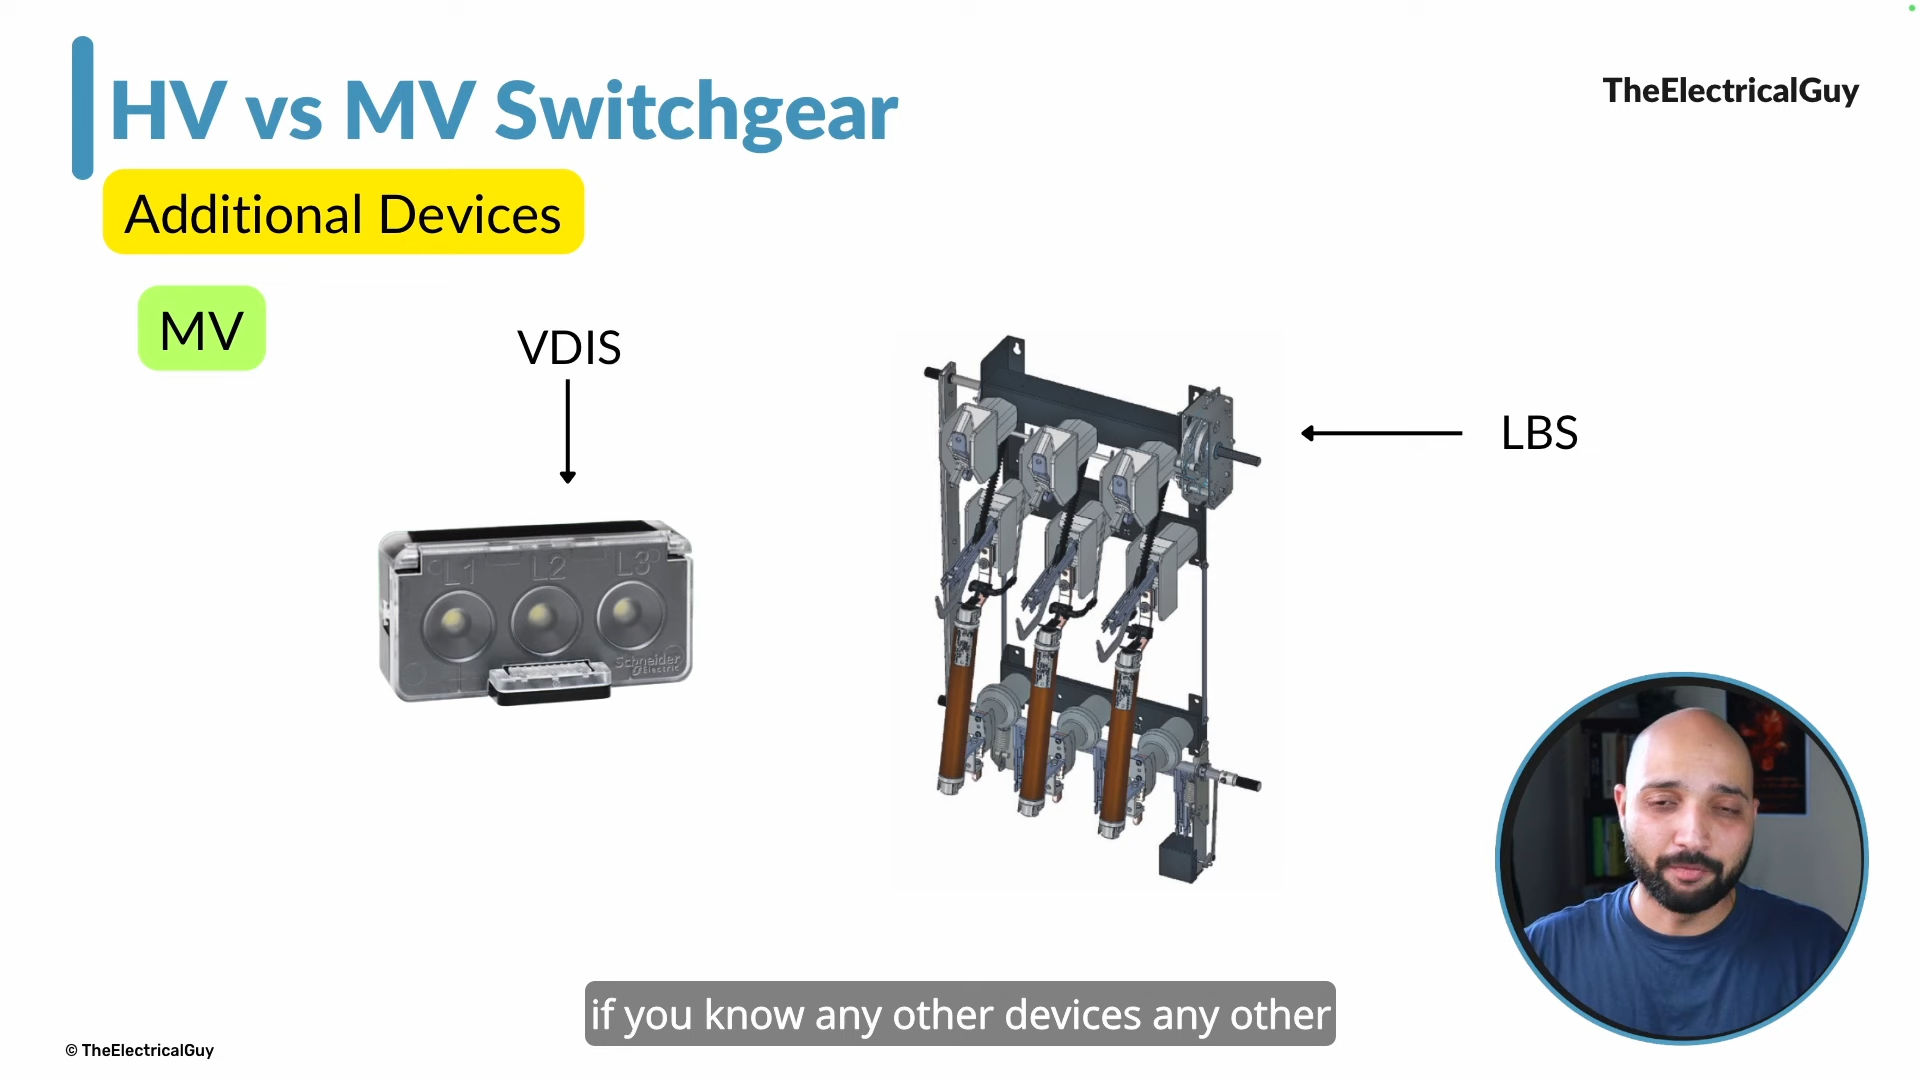 HV vs MV Switchgear
TheElectricalGuy
Additional Devices
MV
VDIS
LBS
L1
L2
L3
Schneider
Electric
if you know any other devices any other
© TheElectricalGuy